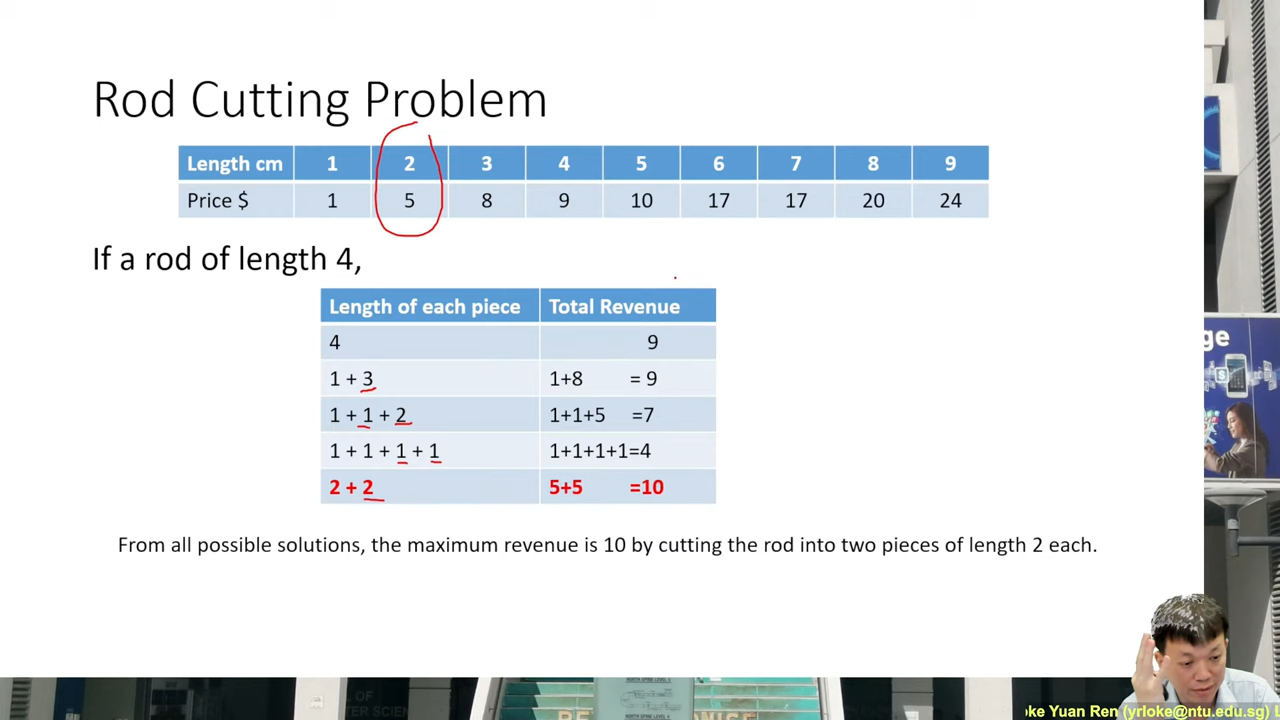 Rod Cutting Problem
Length cm 1 2 3 4 5 6 7 8 9
Price $ 1 5 8 9 10 17 17 20 24
If a rod of length 4,
Length of each piece Total Revenue
4 9
1 + 3 1+8 = 9
1 + 1 + 2 1+1+5 =7
1 + 1 + 1 + 1 1+1+1+1=4
2 + 2 5+5 =10
From all possible solutions, the maximum revenue is 10 by cutting the rod into two pieces of length 2 each.
ge
S
oke Yuan Ren (yrloke@ntu.edu.sg)